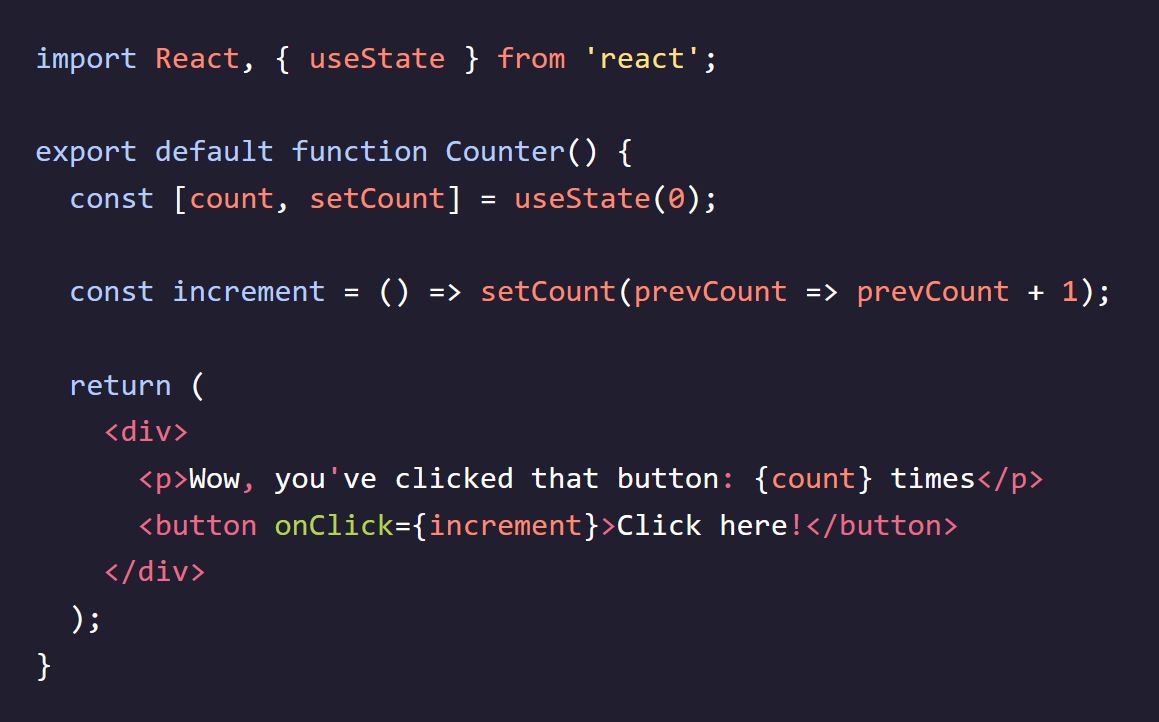 import React, { useState } from 'react';

export default function Counter() {
  const [count, setCount] = useState(0);

  const increment = () => setCount(prevCount => prevCount + 1);

  return (
    <div>
      <p>Wow, you've clicked that button: {count} times</p>
      <button onClick={increment}>Click here!</button>
    </div>
  );
}